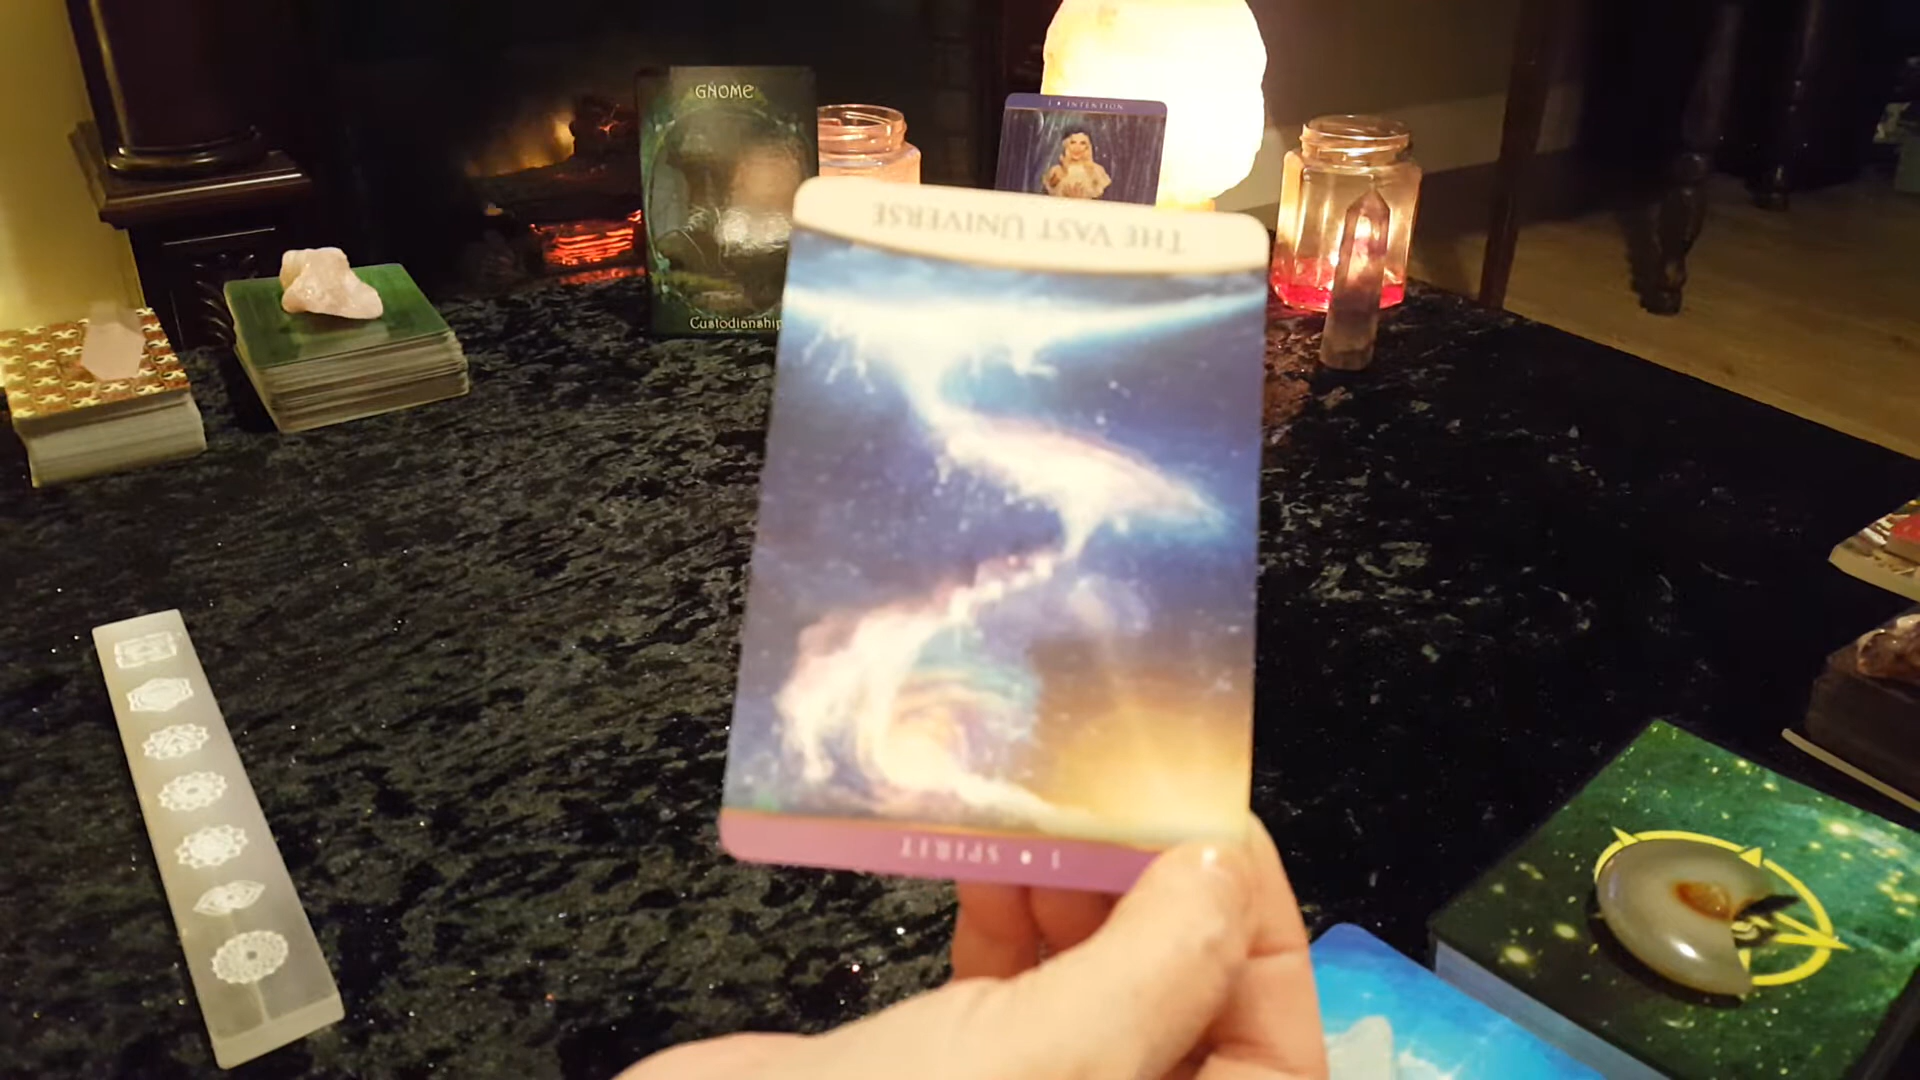 GNOME
Custodianship
1 • INTENTION
THE VAST UNIVERSE
1 • SPIRIT